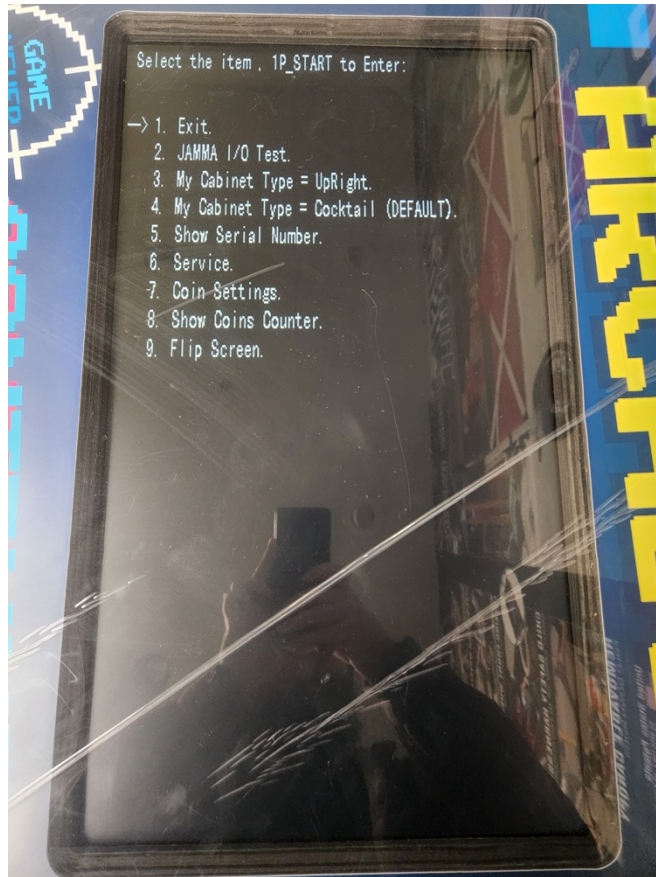 GAME
Select the item , 1P_START to Enter:
—> 1. Exit.
2. JAMMA I/O Test.
3. My Cabinet Type = UpRight.
4. My Cabinet Type = Cocktail (DEFAULT).
5. Show Serial Number.
6. Service.
7. Coin Settings.
8. Show Coins Counter.
9. Flip Screen.